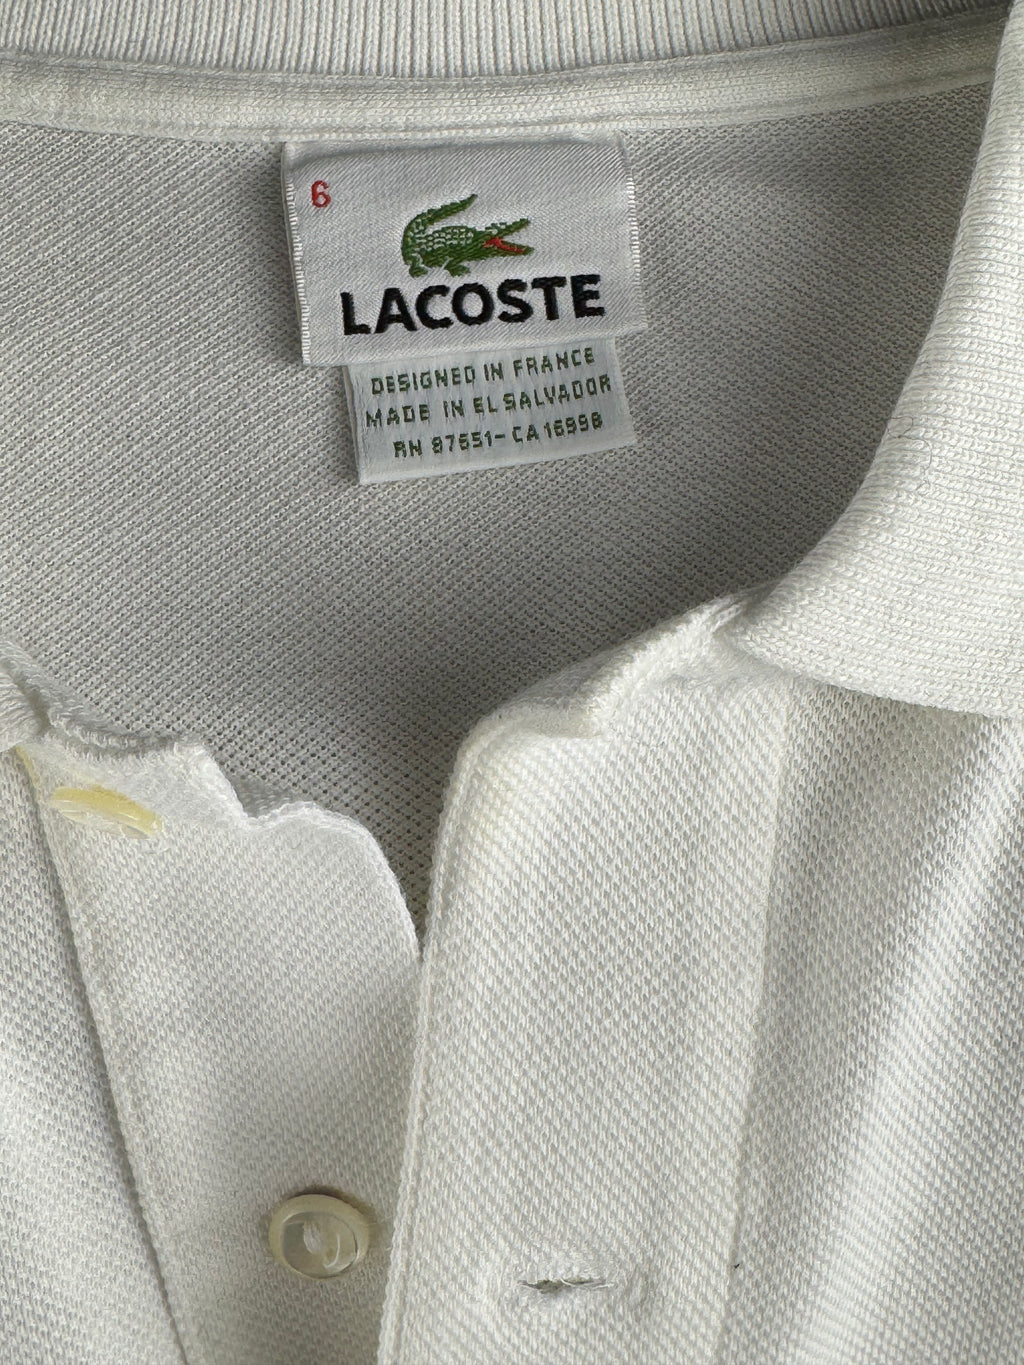 6
LACOSTE
DESIGNED IN FRANCE
MADE IN EL SALVADOR
RN 87651-CA 16998